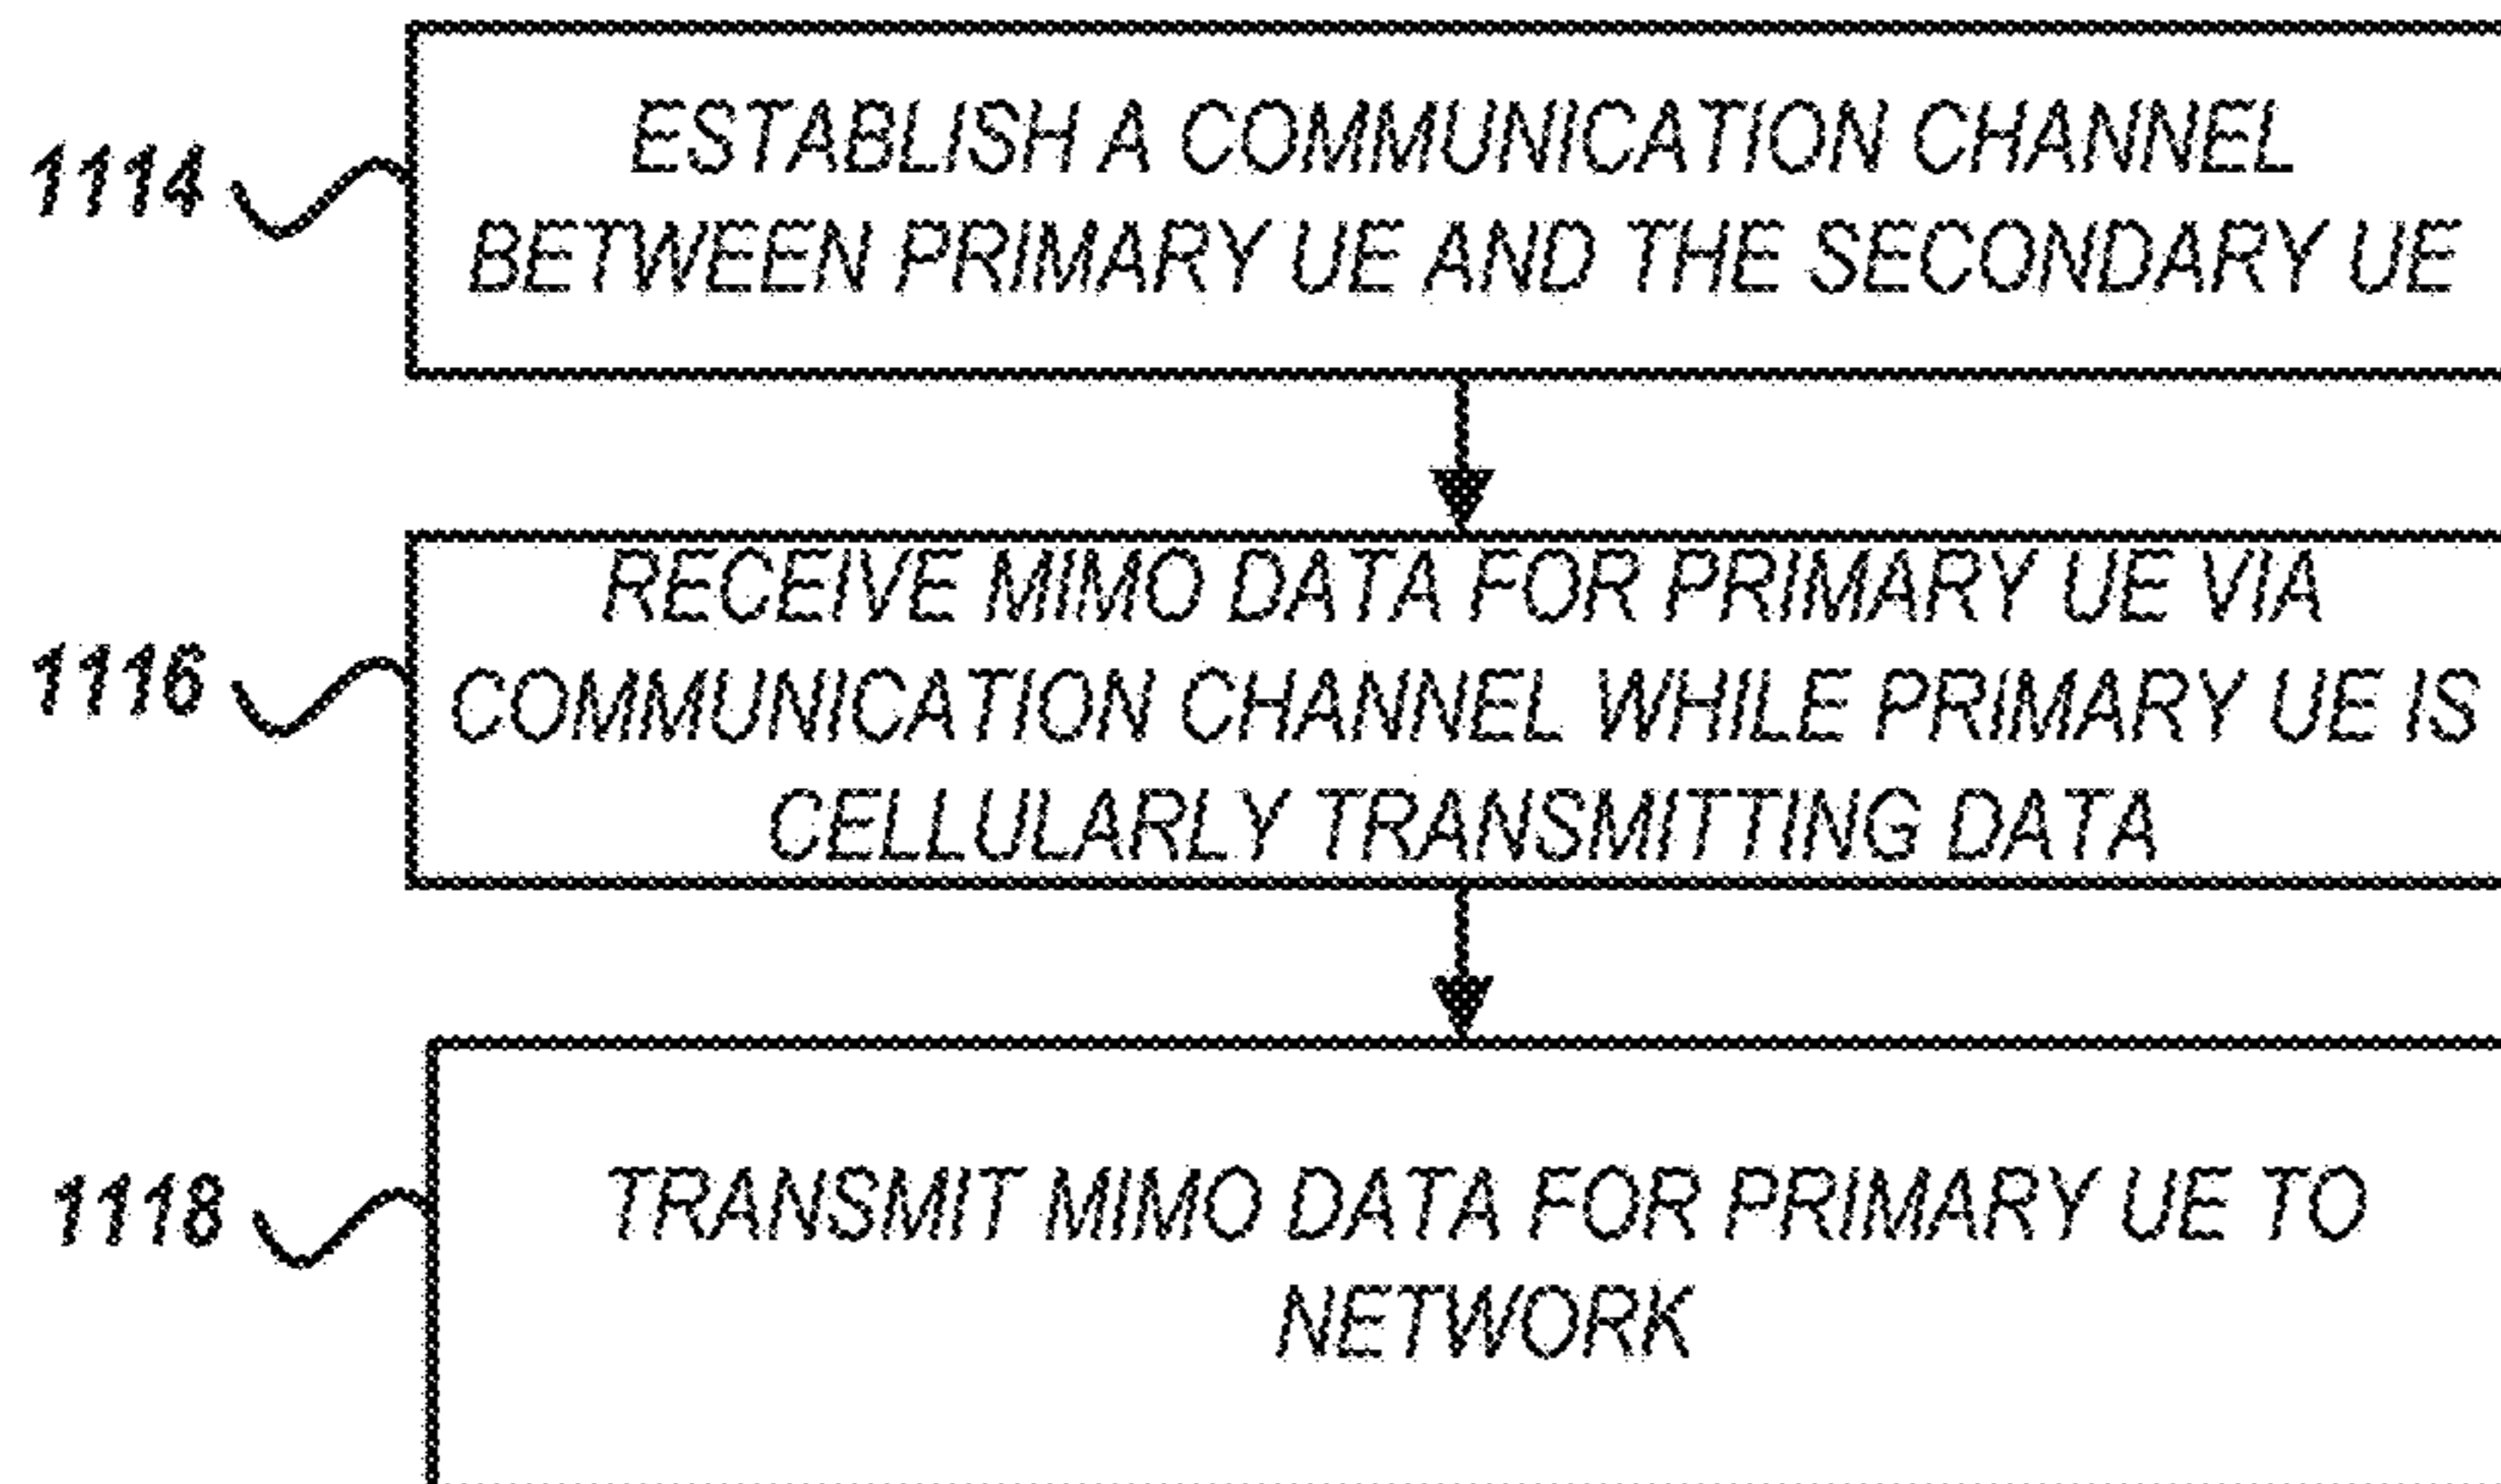 1114
ESTABLISH A COMMUNICATION CHANNEL
BETWEEN PRIMARY UE AND THE SECONDARY UE
1116
RECEIVE MIMO DATA FOR PRIMARY UE VIA
COMMUNICATION CHANNEL WHILE PRIMARY UE IS
CELLULARLY TRANSMITTING DATA
1118
TRANSMIT MIMO DATA FOR PRIMARY UE TO
NETWORK